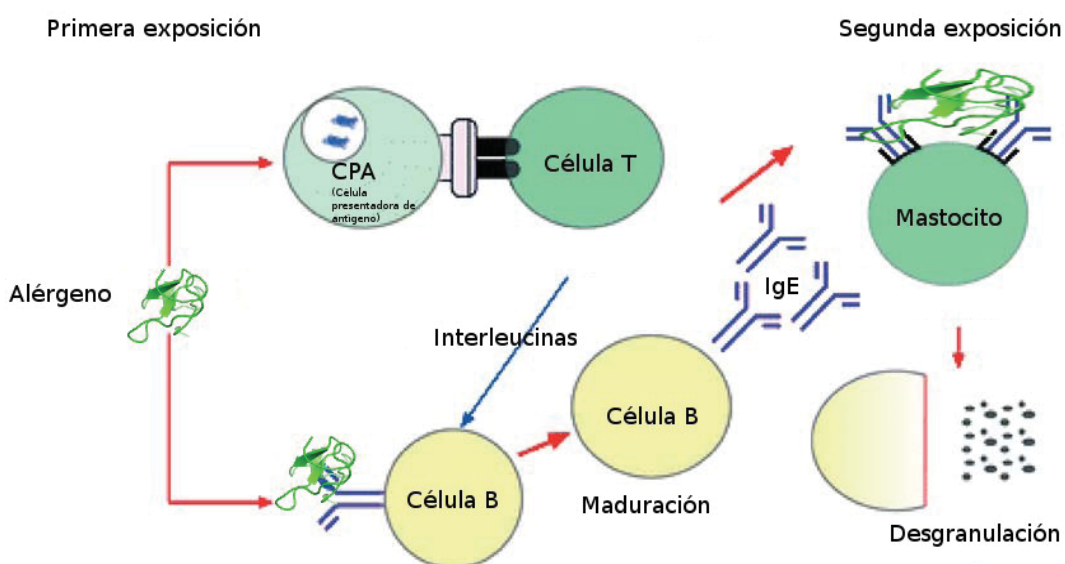 Primera exposición
Segunda exposición
CPA
(Célula
presentadora de
antígeno)
Célula T
Mastocito
Alérgeno
IgE
Interleucinas
Célula B
Célula B
Maduración
Desgranulación